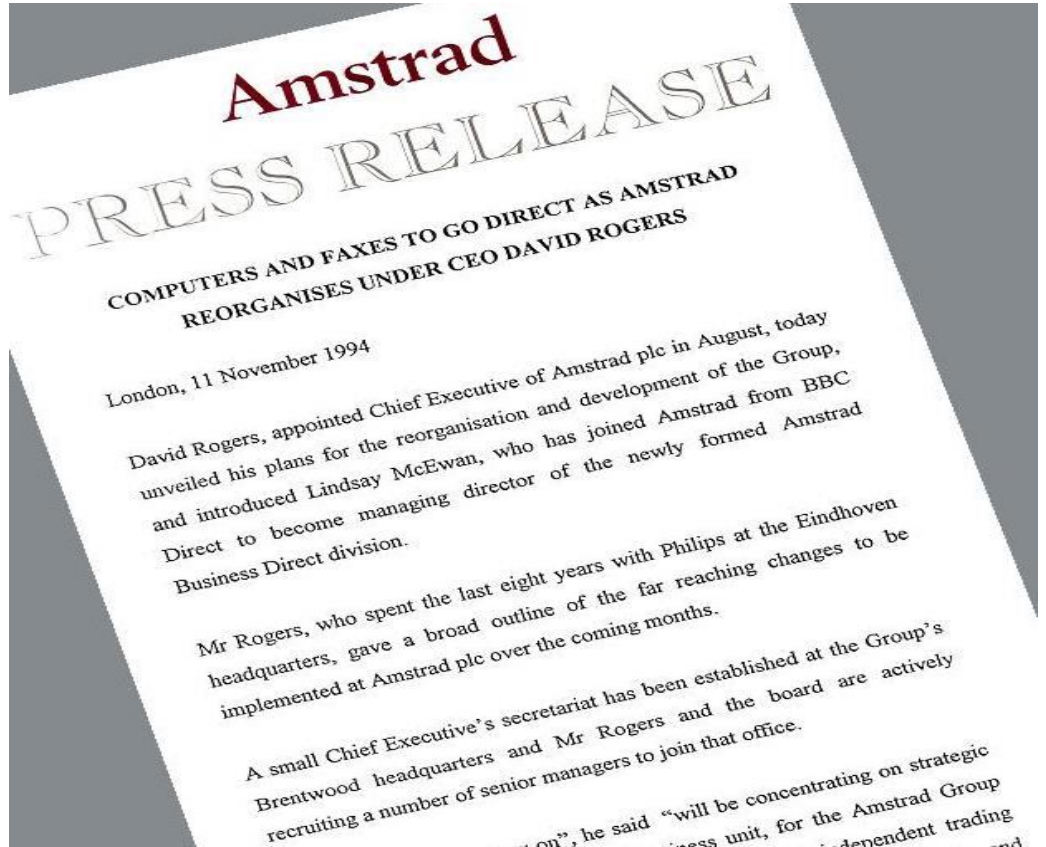 Amstrad
PRESS RELEASE
COMPUTERS AND FAXES TO GO DIRECT AS AMSTRAD
REORGANISES UNDER CEO DAVID ROGERS
London, 11 November 1994
David Rogers, appointed Chief Executive of Amstrad plc in August, today
unveiled his plans for the reorganisation and development of the Group,
and introduced Lindsay McEwan, who has joined Amstrad from BBC
Direct to become managing director of the newly formed Amstrad
Business Direct division.
Mr Rogers, who spent the last eight years with Philips at the Eindhoven
headquarters, gave a broad outline of the far reaching changes to be
implemented at Amstrad plc over the coming months.
A small Chief Executive’s secretariat has been established at the Group’s
Brentwood headquarters and Mr Rogers and the board are actively
recruiting a number of senior managers to join that office.
on”, he said “will be concentrating on strategic
unit, for the Amstrad Group
independent trading
and